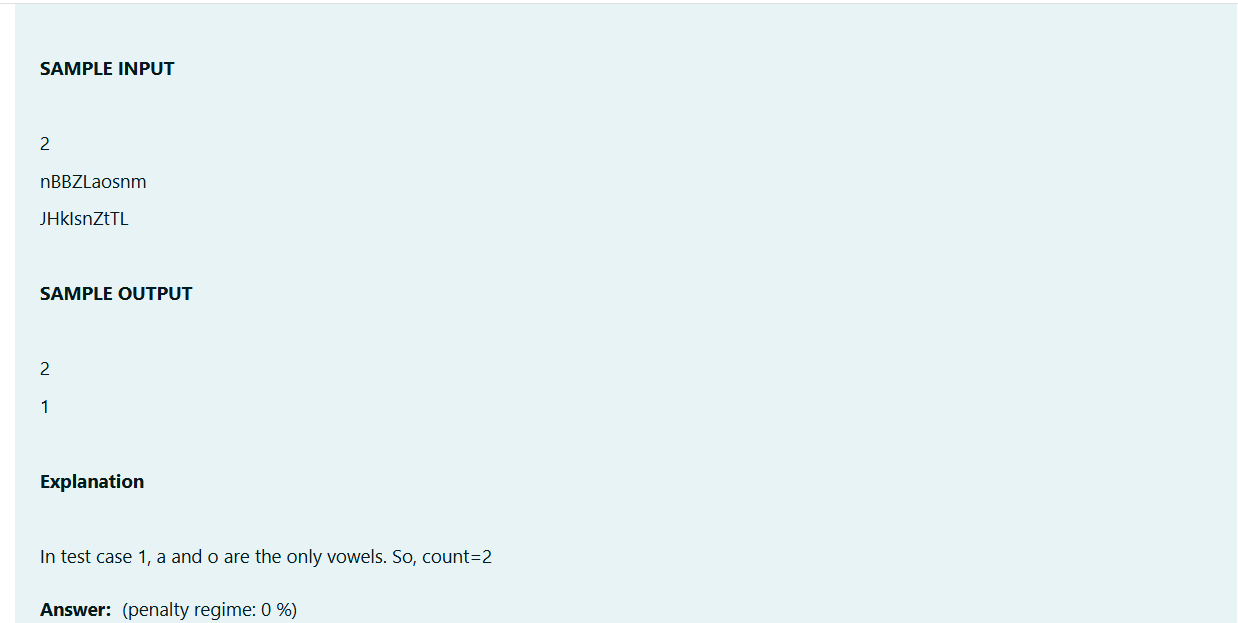 SAMPLE INPUT
2
nBBZLaosnm
JHkIsnZtTL
SAMPLE OUTPUT
2
1
Explanation
In test case 1, a and o are the only vowels. So, count=2
Answer: (penalty regime: 0 %)